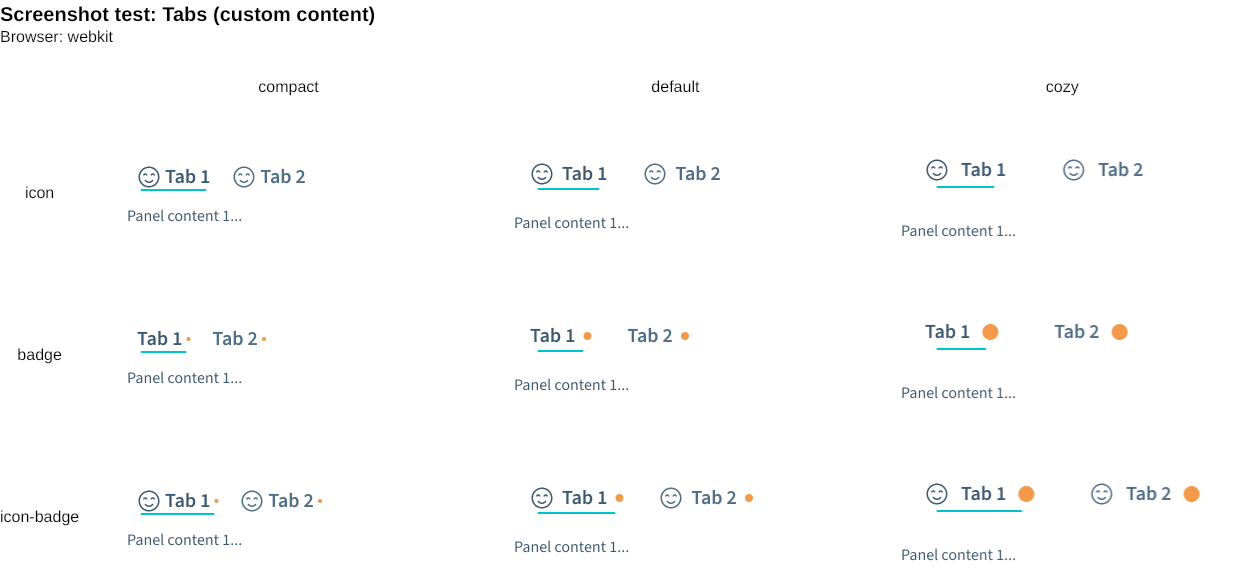 Screenshot test: Tabs (custom content)
Browser: webkit
compact default cozy
icon Tab 1 Tab 2 Tab 1 Tab 2 Tab 1 Tab 2
Panel content 1... Panel content 1... Panel content 1...
badge Tab 1 Tab 2 Tab 1 Tab 2 Tab 1 Tab 2
Panel content 1... Panel content 1... Panel content 1...
icon-badge Tab 1 Tab 2 Tab 1 Tab 2 Tab 1 Tab 2
Panel content 1... Panel content 1... Panel content 1...